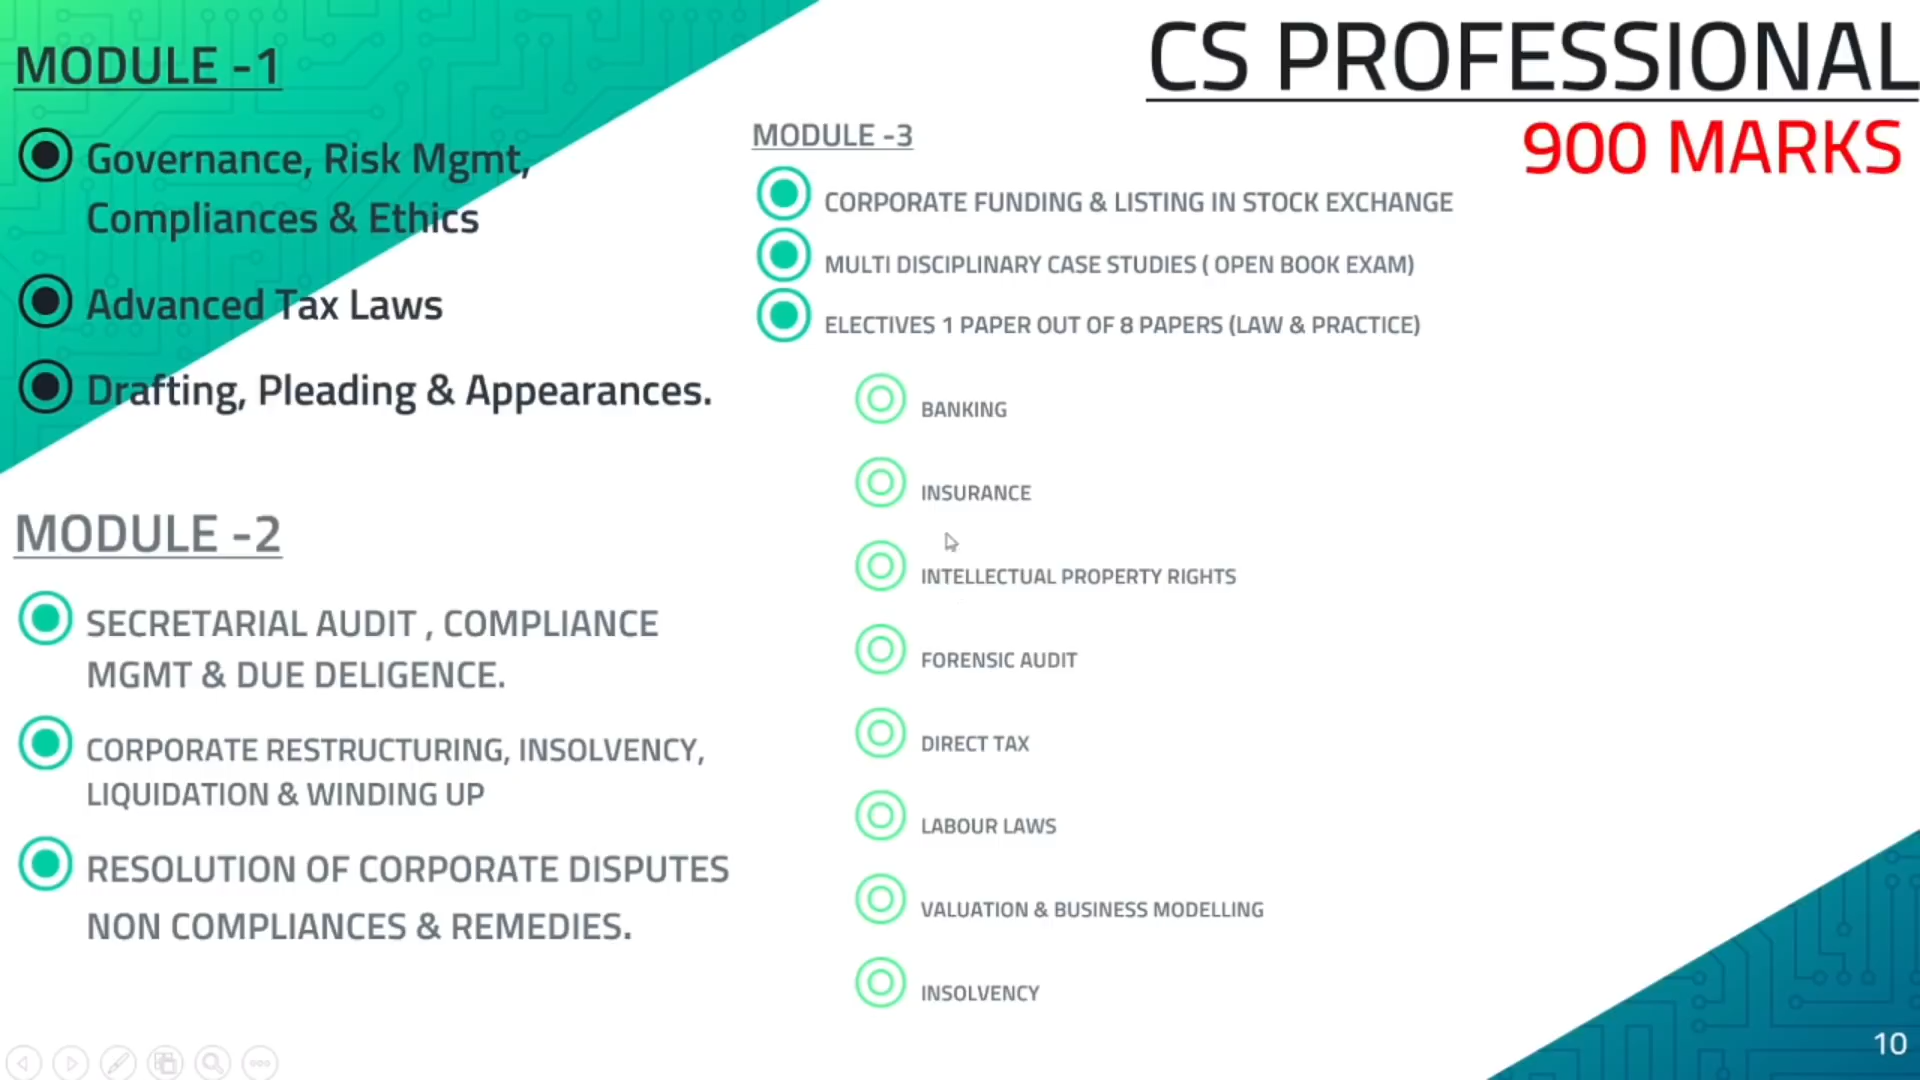 MODULE -1
Governance, Risk Mgmt,
Compliances & Ethics
Advanced Tax Laws
Drafting, Pleading & Appearances.
MODULE -2
SECRETARIAL AUDIT , COMPLIANCE
MGMT & DUE DELIGENCE.
CORPORATE RESTRUCTURING, INSOLVENCY,
LIQUIDATION & WINDING UP
RESOLUTION OF CORPORATE DISPUTES
NON COMPLIANCES & REMEDIES.
CS PROFESSIONAL
900 MARKS
MODULE -3
CORPORATE FUNDING & LISTING IN STOCK EXCHANGE
MULTI DISCIPLINARY CASE STUDIES ( OPEN BOOK EXAM)
ELECTIVES 1 PAPER OUT OF 8 PAPERS (LAW & PRACTICE)
BANKING
INSURANCE
INTELLECTUAL PROPERTY RIGHTS
FORENSIC AUDIT
DIRECT TAX
LABOUR LAWS
VALUATION & BUSINESS MODELLING
INSOLVENCY
10